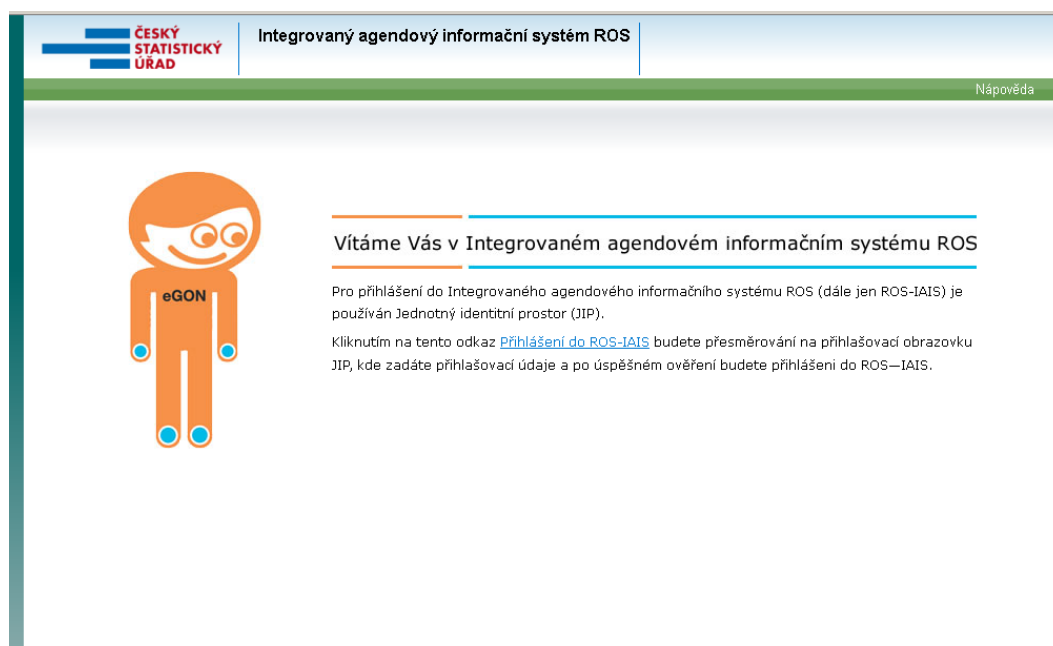 ČESKÝ
STATISTICKÝ
ÚŘAD
Integrovaný agendový informační systém ROS
Nápověda
eGON
Vítáme Vás v Integrovaném agendovém informačním systému ROS
Pro přihlášení do Integrovaného agendového informačního systému ROS (dále jen ROS-IAIS) je
používán Jednotný identitní prostor (JIP).
Kliknutím na tento odkaz Přihlášení do ROS-IAIS budete přesměrování na přihlašovací obrazovku
JIP, kde zadáte přihlašovací údaje a po úspěšném ověření budete přihlášeni do ROS—IAIS.